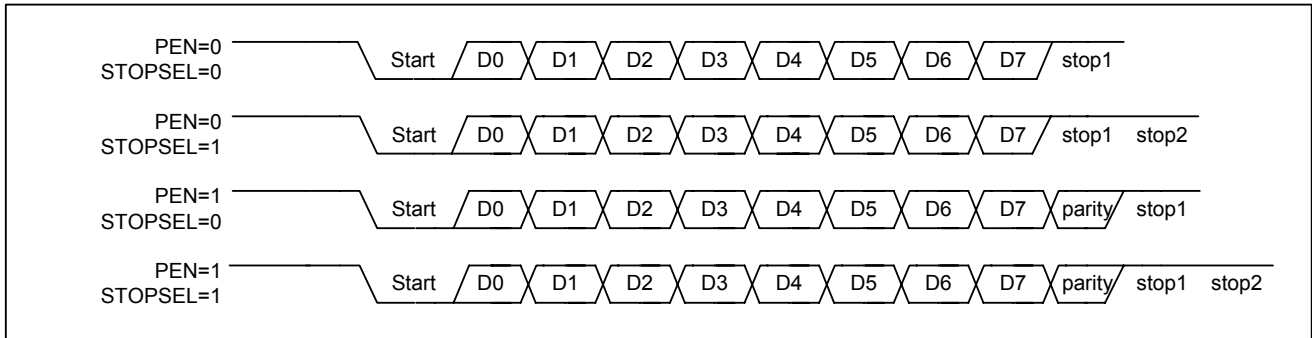 PEN=0
STOPSEL=0
Start D0 D1 D2 D3 D4 D5 D6 D7 stop1
PEN=0
STOPSEL=1
Start D0 D1 D2 D3 D4 D5 D6 D7 stop1 stop2
PEN=1
STOPSEL=0
Start D0 D1 D2 D3 D4 D5 D6 D7 parity stop1
PEN=1
STOPSEL=1
Start D0 D1 D2 D3 D4 D5 D6 D7 parity stop1 stop2